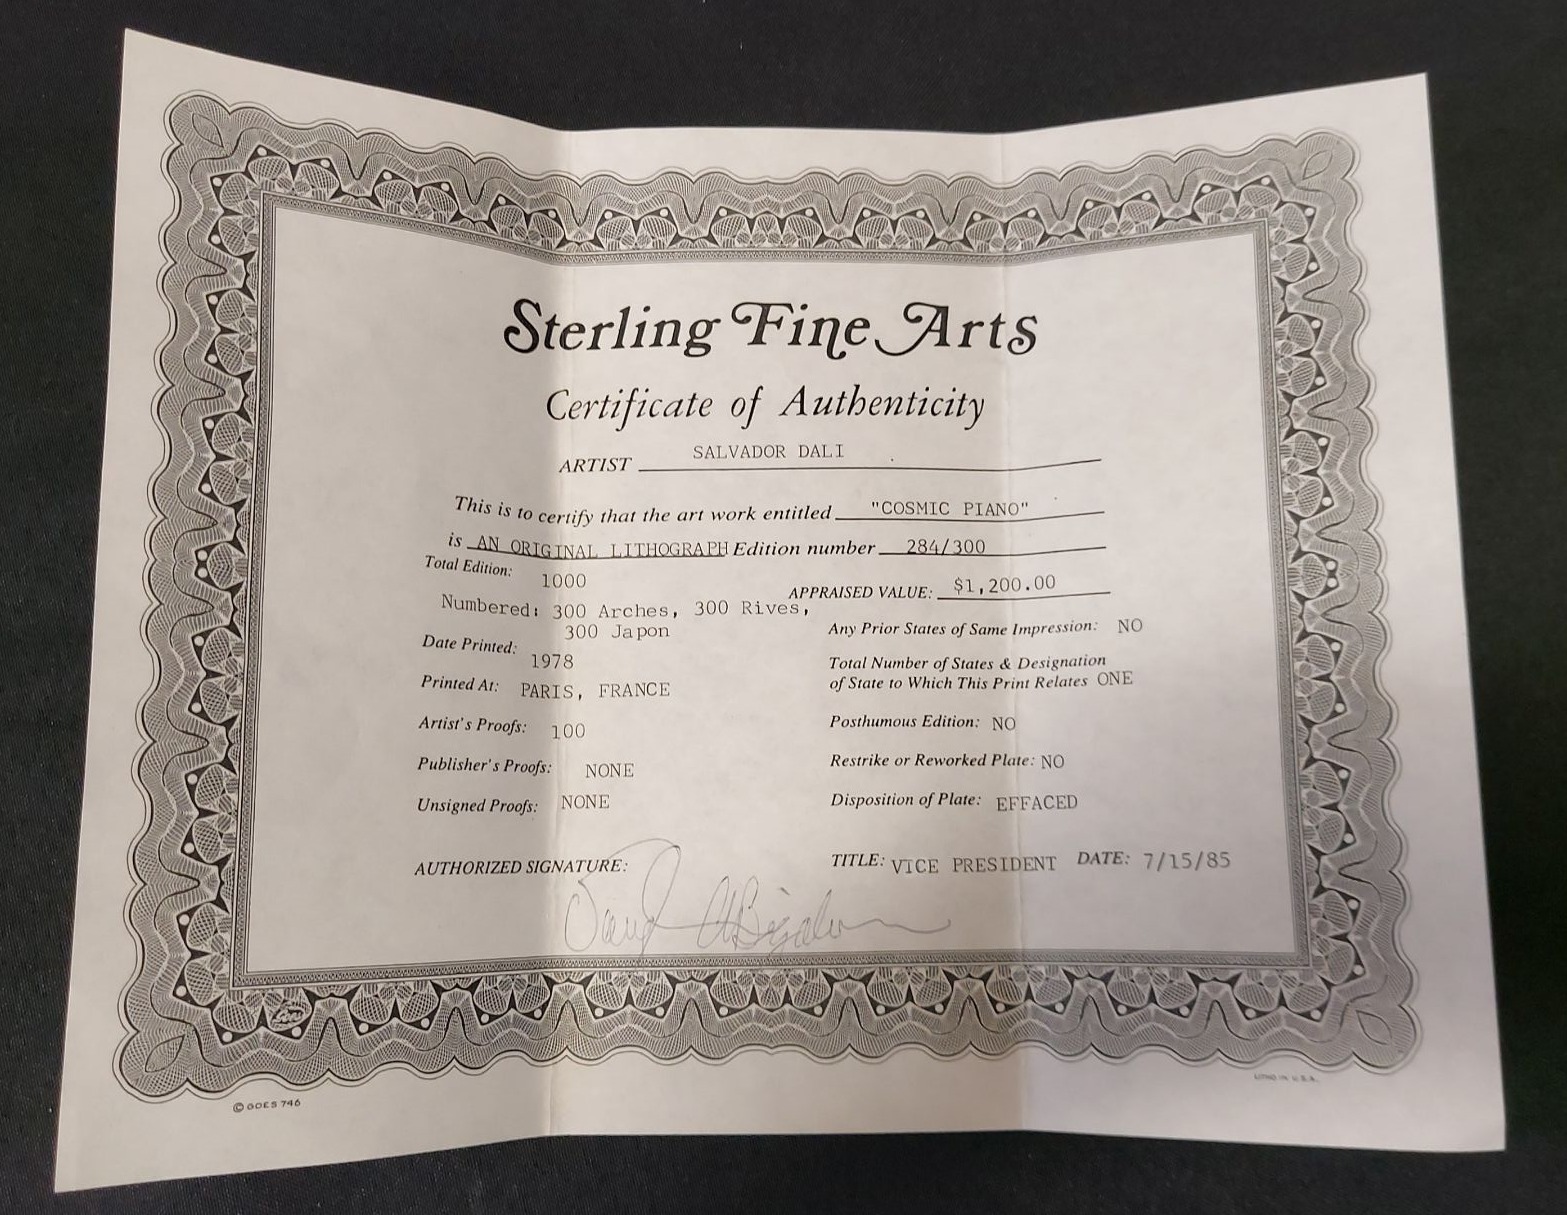 Sterling Fine Arts
Certificate of Authenticity
ARTIST SALVADOR DALI
This is to certify that the art work entitled "COSMIC PIANO"
is AN ORIGINAL LITHOGRAPH Edition number 284/300
Total Edition: 1000
APPRAISED VALUE: $1,200.00
Numbered: 300 Arches, 300 Rives,
300 Japon
Any Prior States of Same Impression: NO
Date Printed: 1978
Total Number of States & Designation
of State to Which This Print Relates ONE
Printed At: PARIS, FRANCE
Artist's Proofs: 100
Posthumous Edition: NO
Publisher's Proofs: NONE
Restrike or Reworked Plate: NO
Unsigned Proofs: NONE
Disposition of Plate: EFFACED
AUTHORIZED SIGNATURE:
TITLE: VICE PRESIDENT DATE: 7/15/85
© GOES 746
LITHO IN U.S.A.